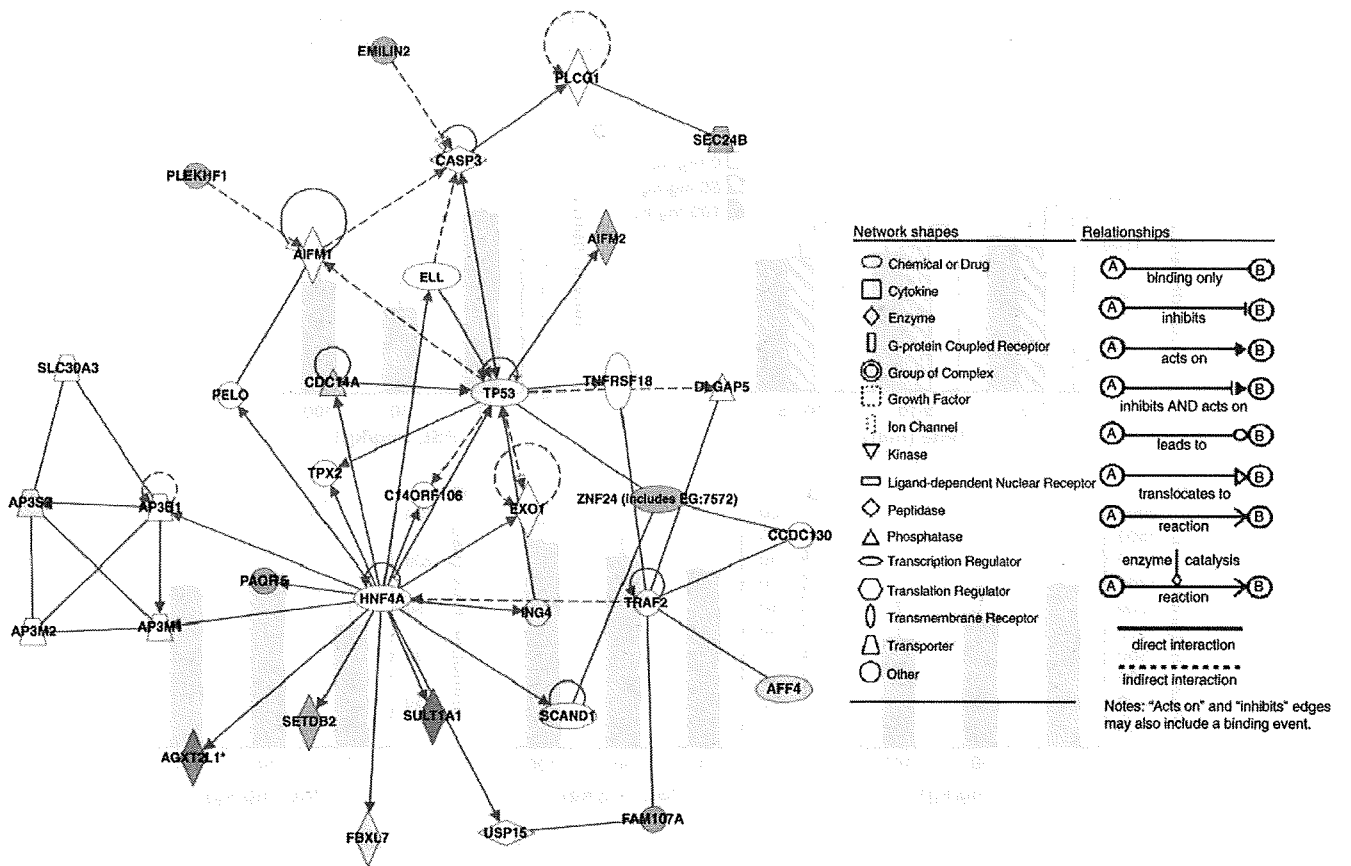 EMILIN2
PLCG1
SEC24B
CASP3
PLEKHF1
AIFM2
AIFM1
ELL
SLC30A3
CDC14A
TNFRSF18
DLGAP5
PELO
TP53
TPX2
C14ORF106
AP3S2
AP3B1
EXO1
ZNF24 (includes EG:7572)
CCDC130
PAQR5
HNF4A
ING4
TRAF2
AP3M2
AP3M1
AFF4
SETDB2
SULT1A1
SCAND1
AGXT2L1*
FBXL7
USP15
FAM107A
Network shapes
Chemical or Drug
Cytokine
Enzyme
G-protein Coupled Receptor
Group of Complex
Growth Factor
Ion Channel
Kinase
Ligand-dependent Nuclear Receptor
Peptidase
Phosphatase
Transcription Regulator
Translation Regulator
Transmembrane Receptor
Transporter
Other
Relationships
A binding only B
A inhibits B
A acts on B
A inhibits AND acts on B
A leads to B
A translocates to B
A reaction B
enzyme catalysis
A reaction B
direct interaction
indirect interaction
Notes: "Acts on" and "inhibits" edges
may also include a binding event.